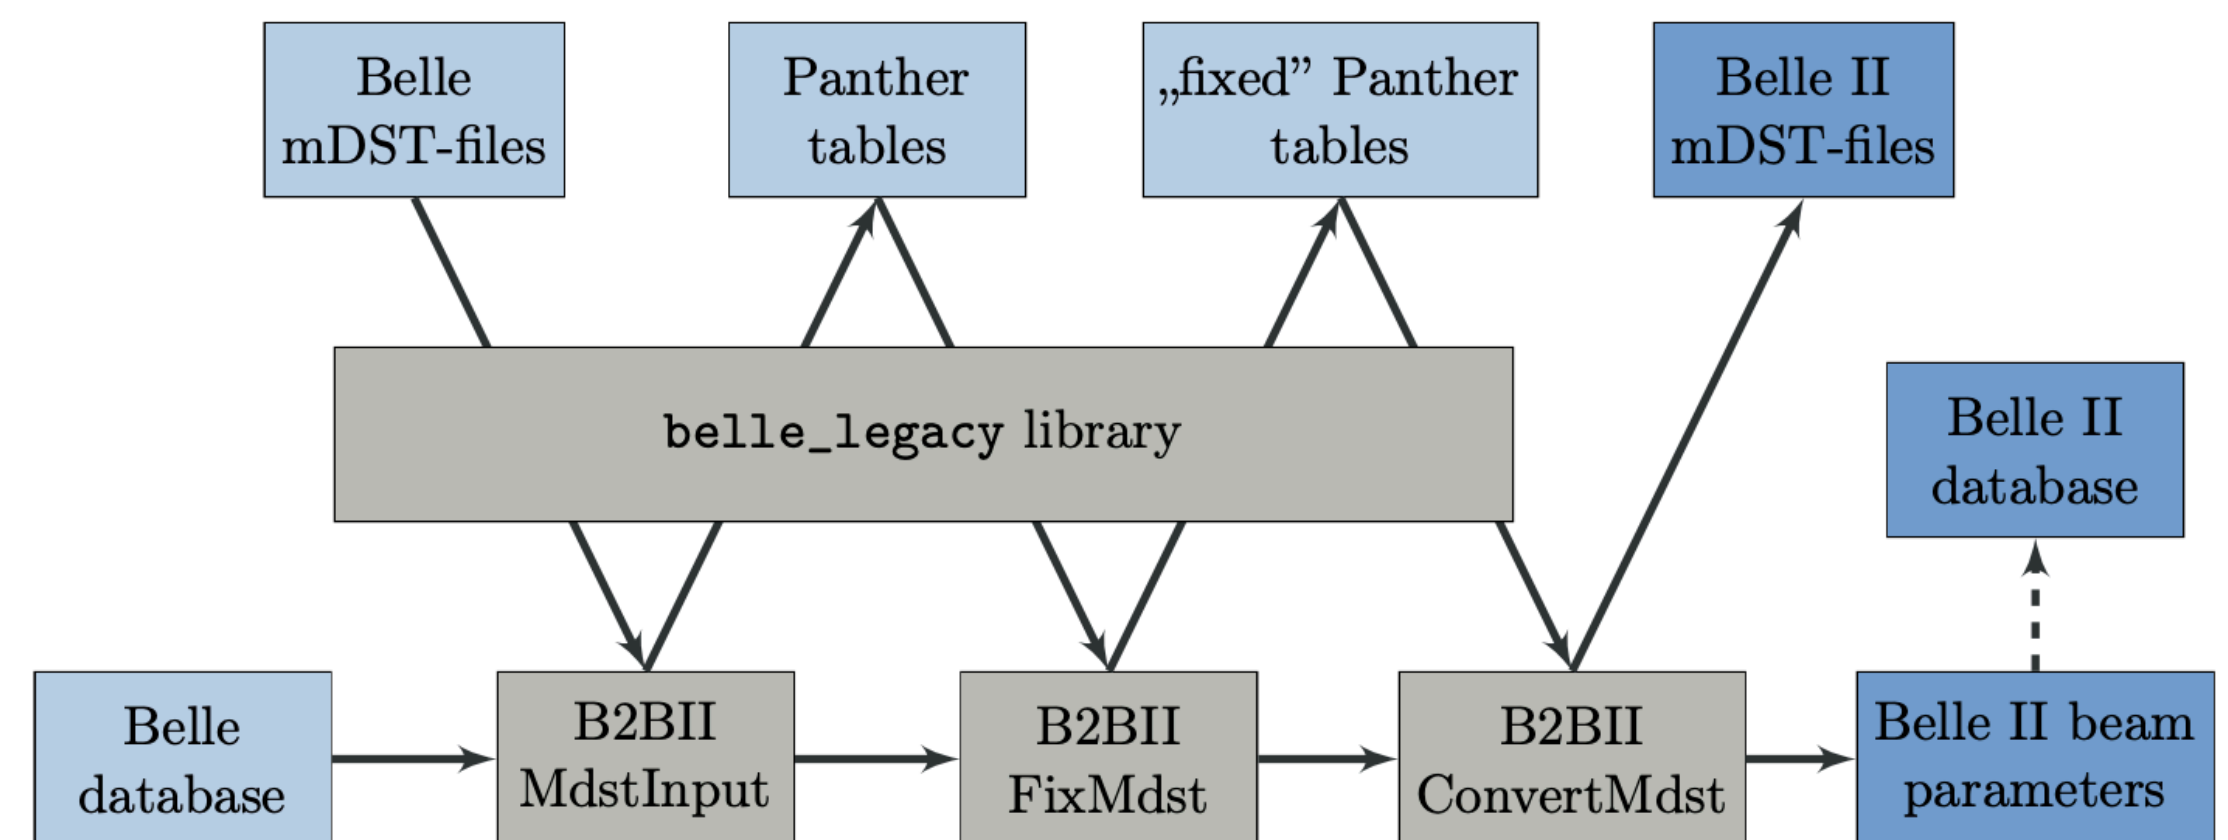 Belle
mDST-files
Panther
tables
„fixed” Panther
tables
Belle II
mDST-files
belle_legacy library
Belle II
database
Belle
database
B2BII
MdstInput
B2BII
FixMdst
B2BII
ConvertMdst
Belle II beam
parameters